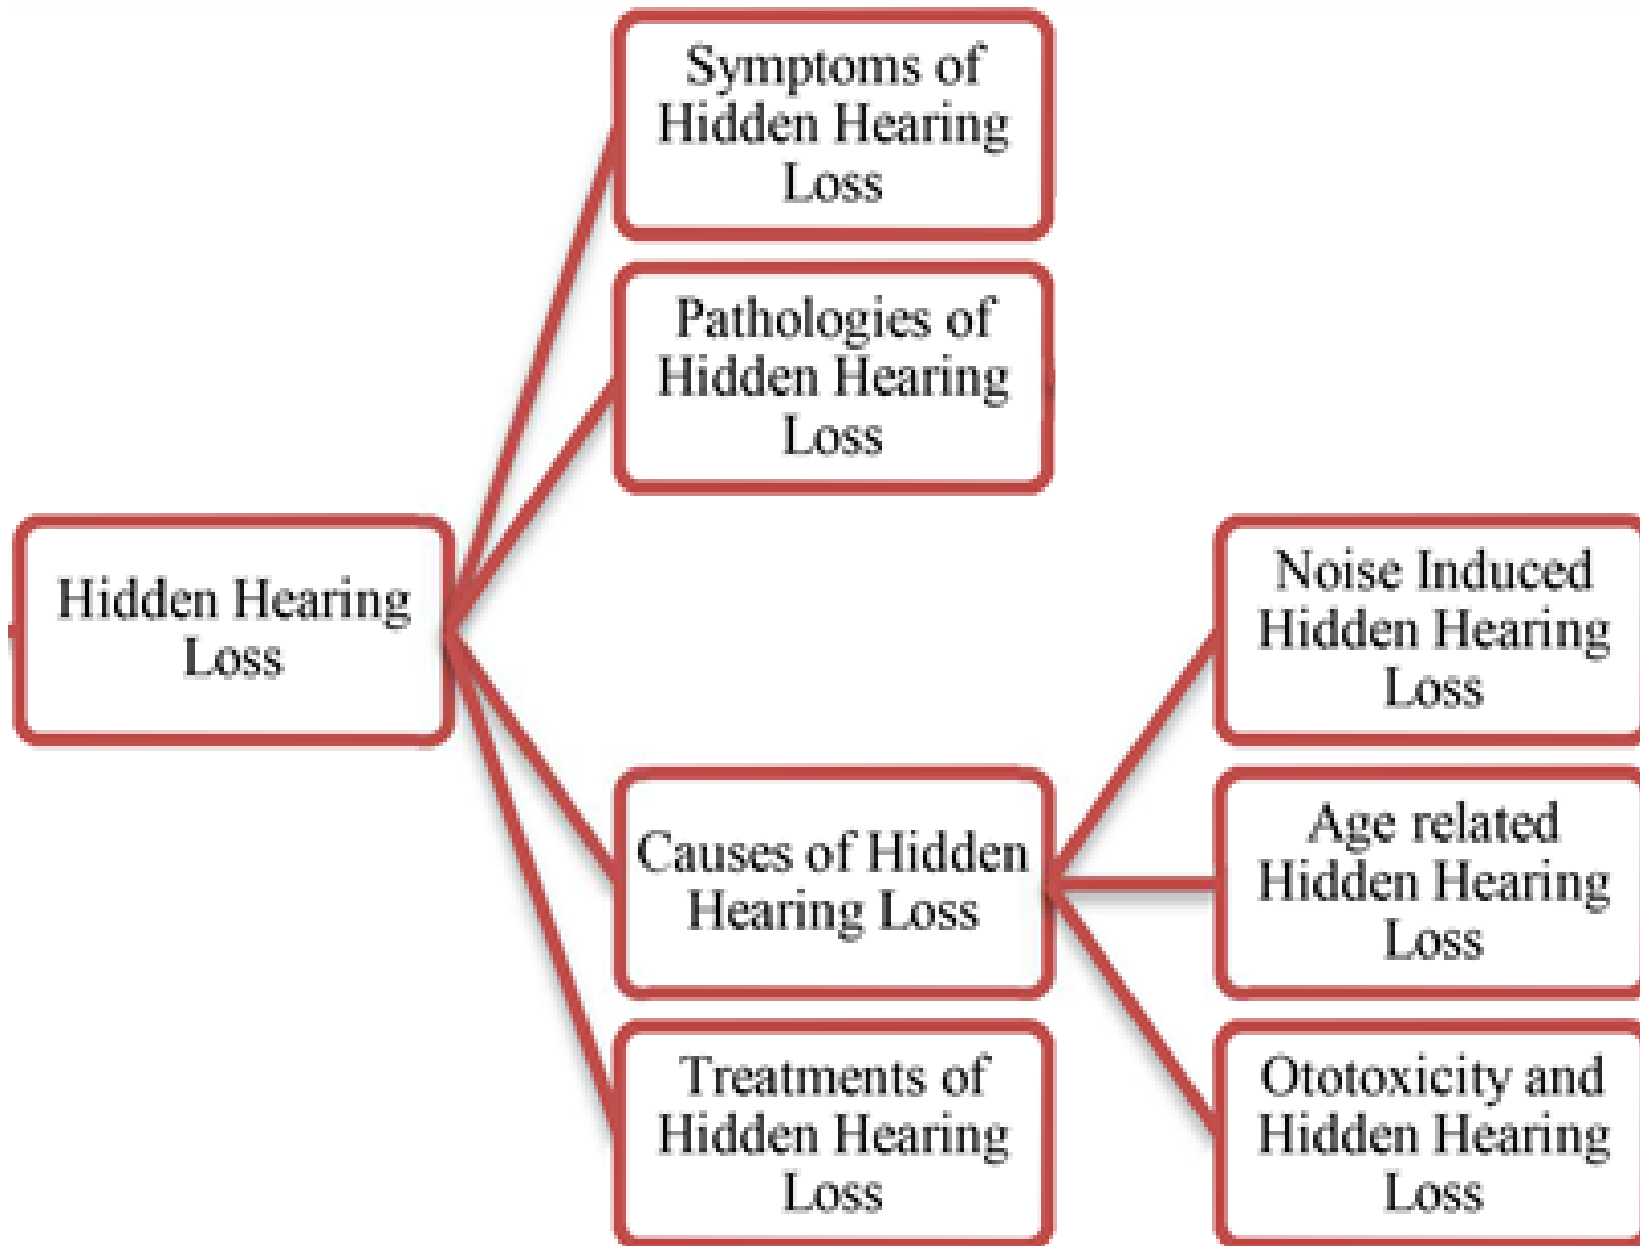 Symptoms of
Hidden Hearing
Loss
Pathologies of
Hidden Hearing
Loss
Hidden Hearing
Loss
Noise Induced
Hidden Hearing
Loss
Causes of Hidden
Hearing Loss
Age related
Hidden Hearing
Loss
Treatments of
Hidden Hearing
Loss
Ototoxicity and
Hidden Hearing
Loss